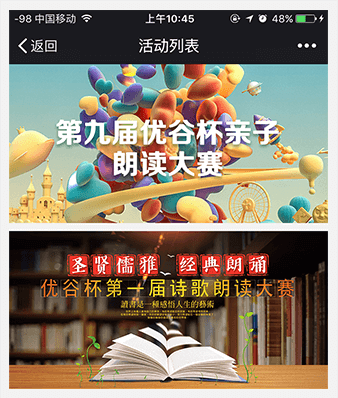 -98 中国移动 上午10:45 48%
返回 活动列表
第九届优谷杯亲子
朗读大赛
圣贤儒雅 经典朗诵
优谷杯第一届诗歌朗读大赛
讀書是一種感悟人生的藝術